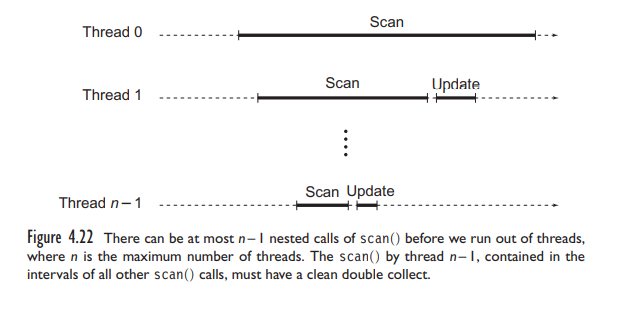 Scan
Thread 0
Scan
Update
Thread 1
Scan Update
Thread n−1
Figure 4.22 There can be at most n−1 nested calls of scan() before we run out of threads,
where n is the maximum number of threads. The scan() by thread n−1, contained in the
intervals of all other scan() calls, must have a clean double collect.